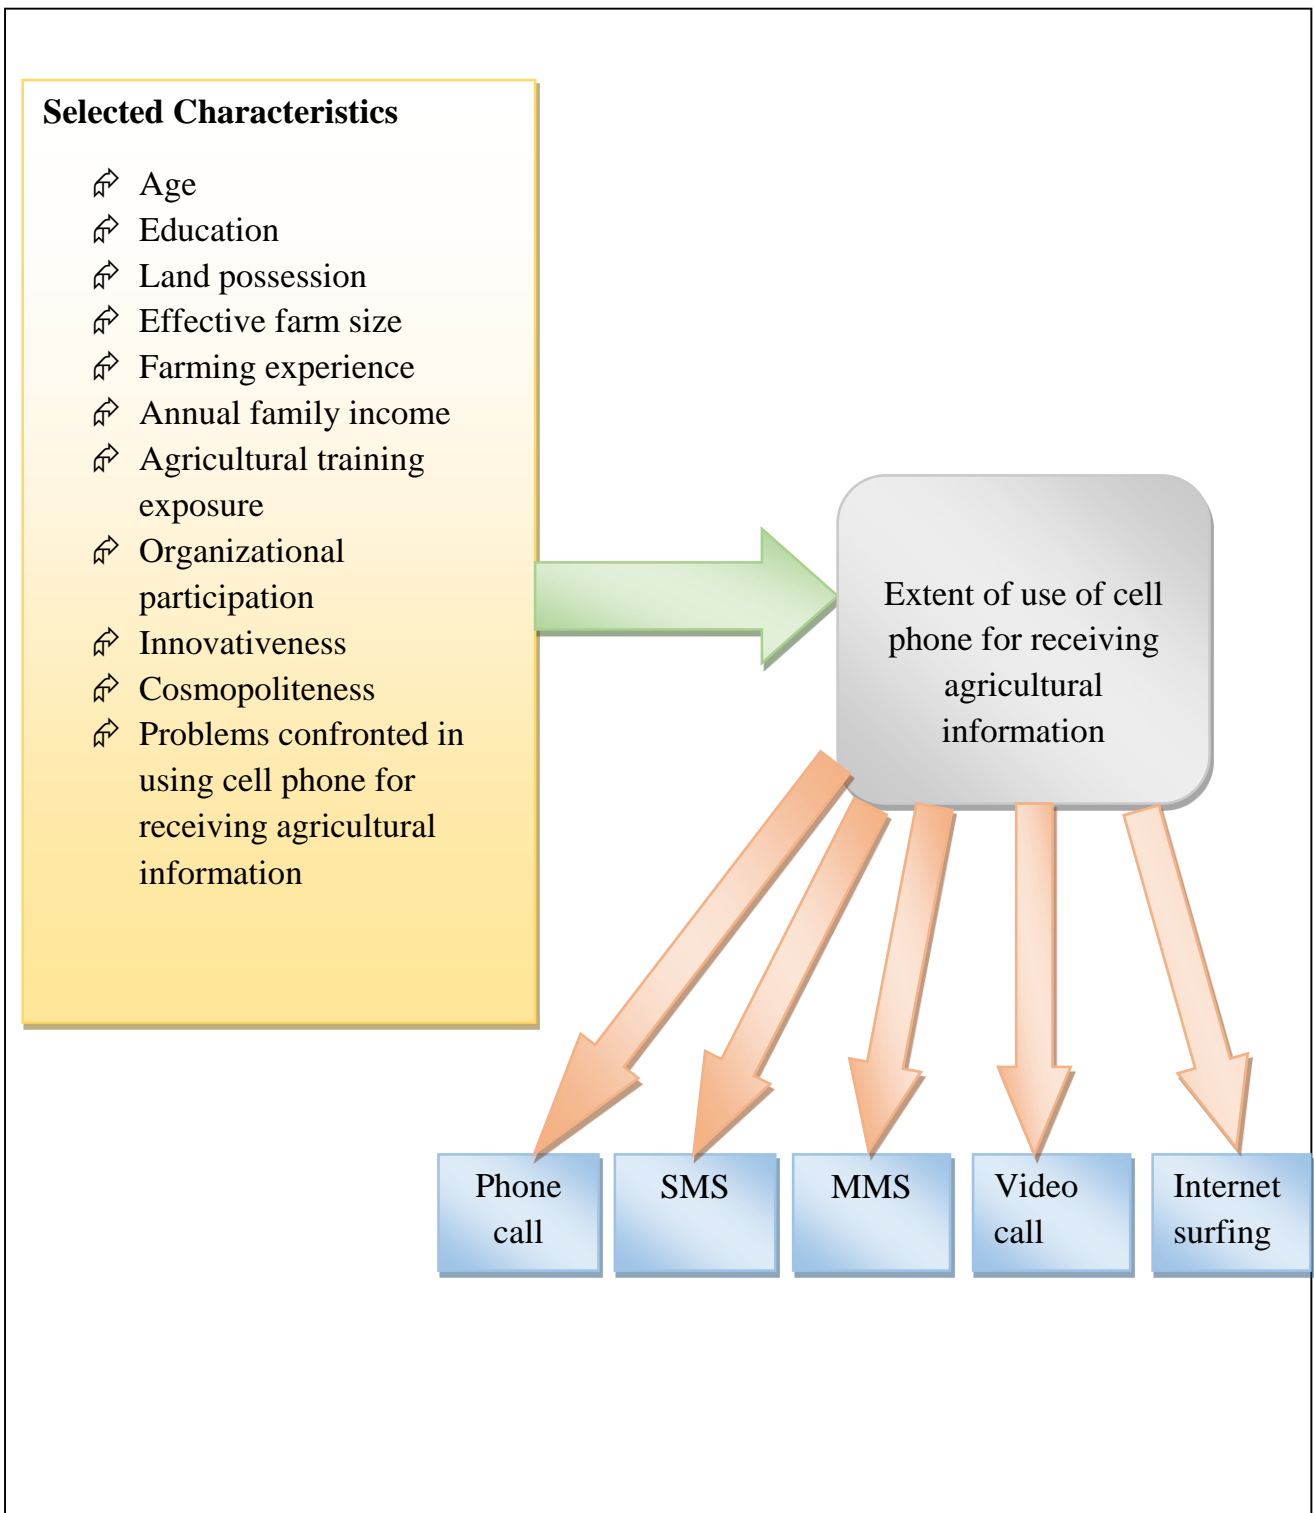 Selected Characteristics
Age
Education
Land possession
Effective farm size
Farming experience
Annual family income
Agricultural training
exposure
Organizational
participation
Innovativeness
Cosmopoliteness
Problems confronted in
using cell phone for
receiving agricultural
information
Extent of use of cell
phone for receiving
agricultural
information
Phone
call
SMS
MMS
Video
call
Internet
surfing